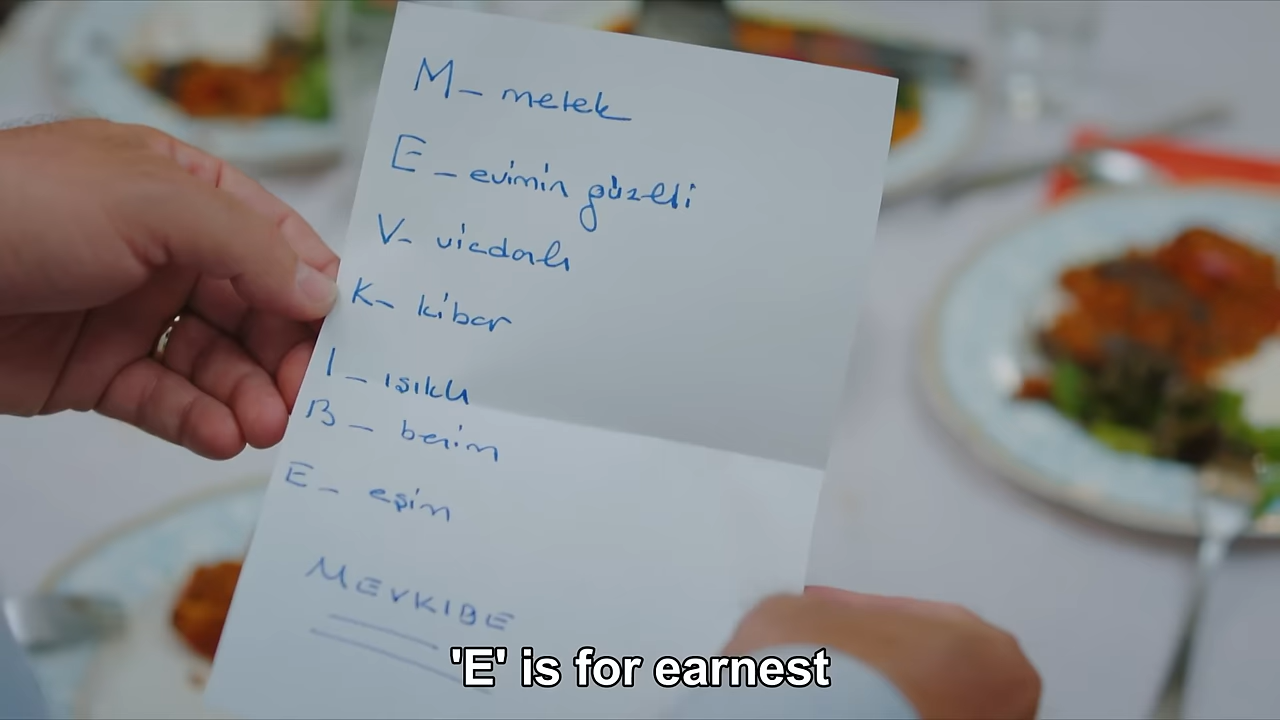 M- melek
E- evimin güzeli
V- vicdanlı
K- kibar
I- ışıklı
B- benim
E- eşim
MEVKIBE
'E' is for earnest